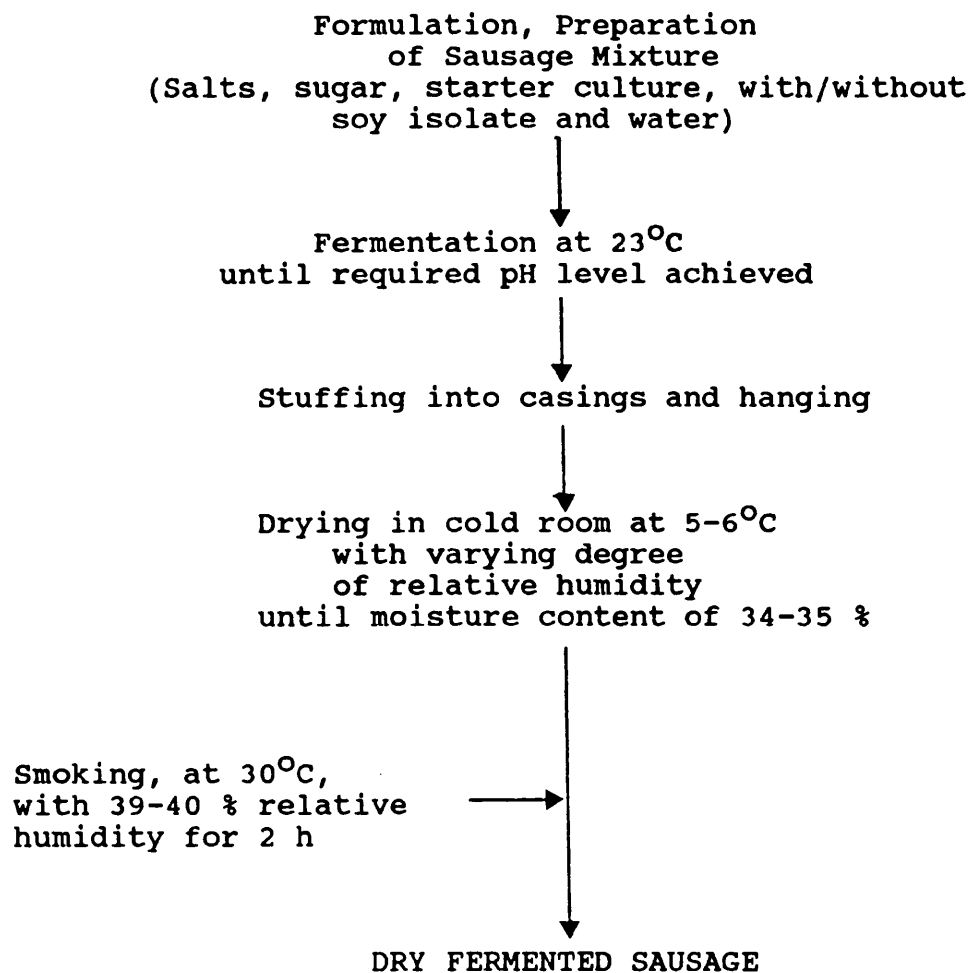 Formulation, Preparation
of Sausage Mixture
(Salts, sugar, starter culture, with/without
soy isolate and water)
Fermentation at 23°C
until required pH level achieved
Stuffing into casings and hanging
Drying in cold room at 5-6°C
with varying degree
of relative humidity
until moisture content of 34-35 %
Smoking, at 30°C,
with 39-40 % relative
humidity for 2 h
DRY FERMENTED SAUSAGE